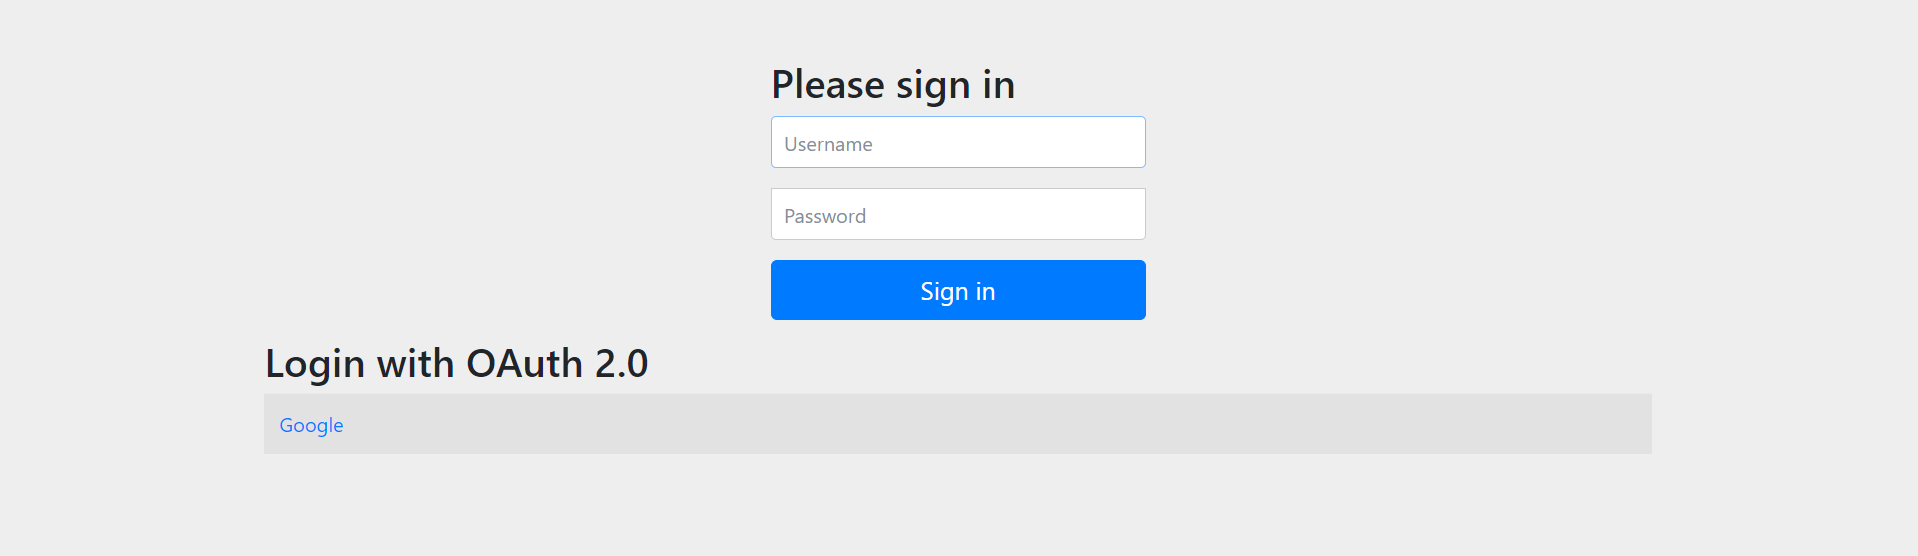 Please sign in
Username
Password
Sign in
Login with OAuth 2.0
Google